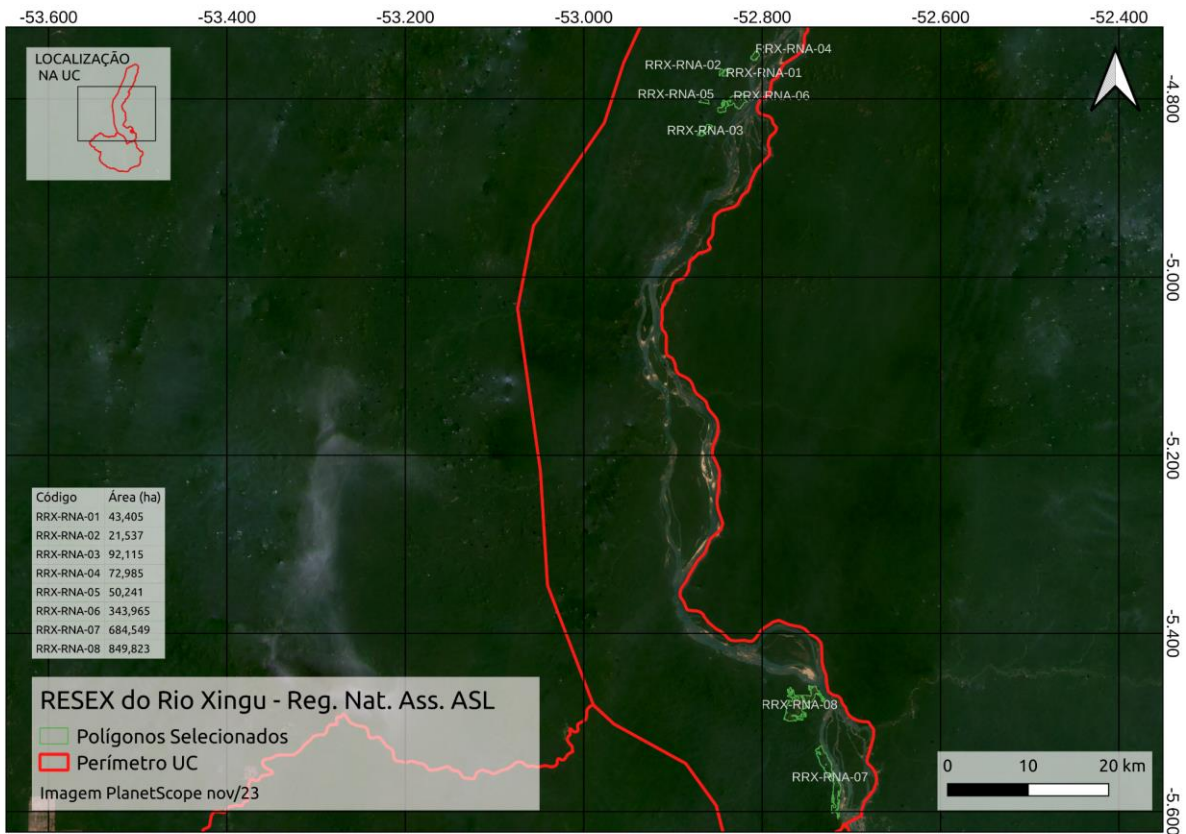 -53.600 -53.400 -53.200 -53.000 -52.800 -52.600 -52.400
LOCALIZAÇÃO
NA UC
RRX-RNA-04
RRX-RNA-02
RRX-RNA-01
RRX-RNA-05
RRX-RNA-06
RRX-RNA-03
-4.800
-5.000
-5.200
-5.400
-5.600
Código Área (ha)
RRX-RNA-01 43,405
RRX-RNA-02 21,537
RRX-RNA-03 92,115
RRX-RNA-04 72,985
RRX-RNA-05 50,241
RRX-RNA-06 343,965
RRX-RNA-07 684,549
RRX-RNA-08 849,823
RRX-RNA-08
RRX-RNA-07
RESEX do Rio Xingu - Reg. Nat. Ass. ASL
Polígonos Selecionados
Perímetro UC
Imagem PlanetScope nov/23
0 10 20 km